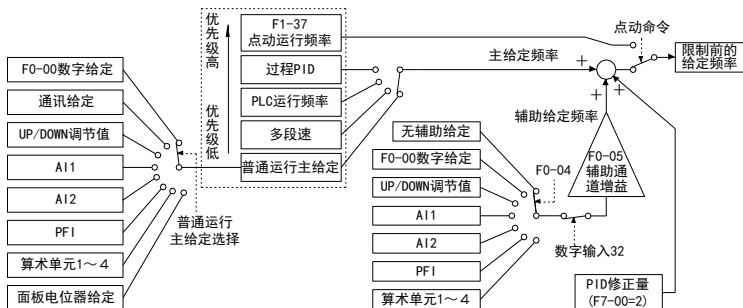 优先级高
优先级低
F1-37
点动运行频率
过程PID
PLC运行频率
多段速
普通运行主给定
F0-00数字给定
通讯给定
UP/DOWN调节值
AI1
AI2
PFI
算术单元1～4
面板电位器给定
普通运行
主给定选择
主给定频率
点动命令
限制前的
给定频率
+
+
+
+
辅助给定频率
F0-05
辅助通
道增益
无辅助给定
F0-00数字给定
UP/DOWN调节值
AI1
AI2
PFI
算术单元1～4
F0-04
数字输入32
PID修正量
(F7-00=2)